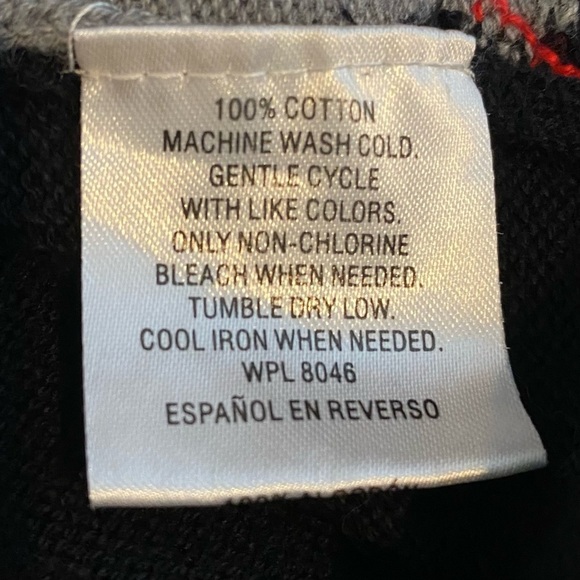 100% COTTON
MACHINE WASH COLD.
GENTLE CYCLE
WITH LIKE COLORS.
ONLY NON-CHLORINE
BLEACH WHEN NEEDED.
TUMBLE DRY LOW.
COOL IRON WHEN NEEDED.
WPL 8046
ESPAÑOL EN REVERSO